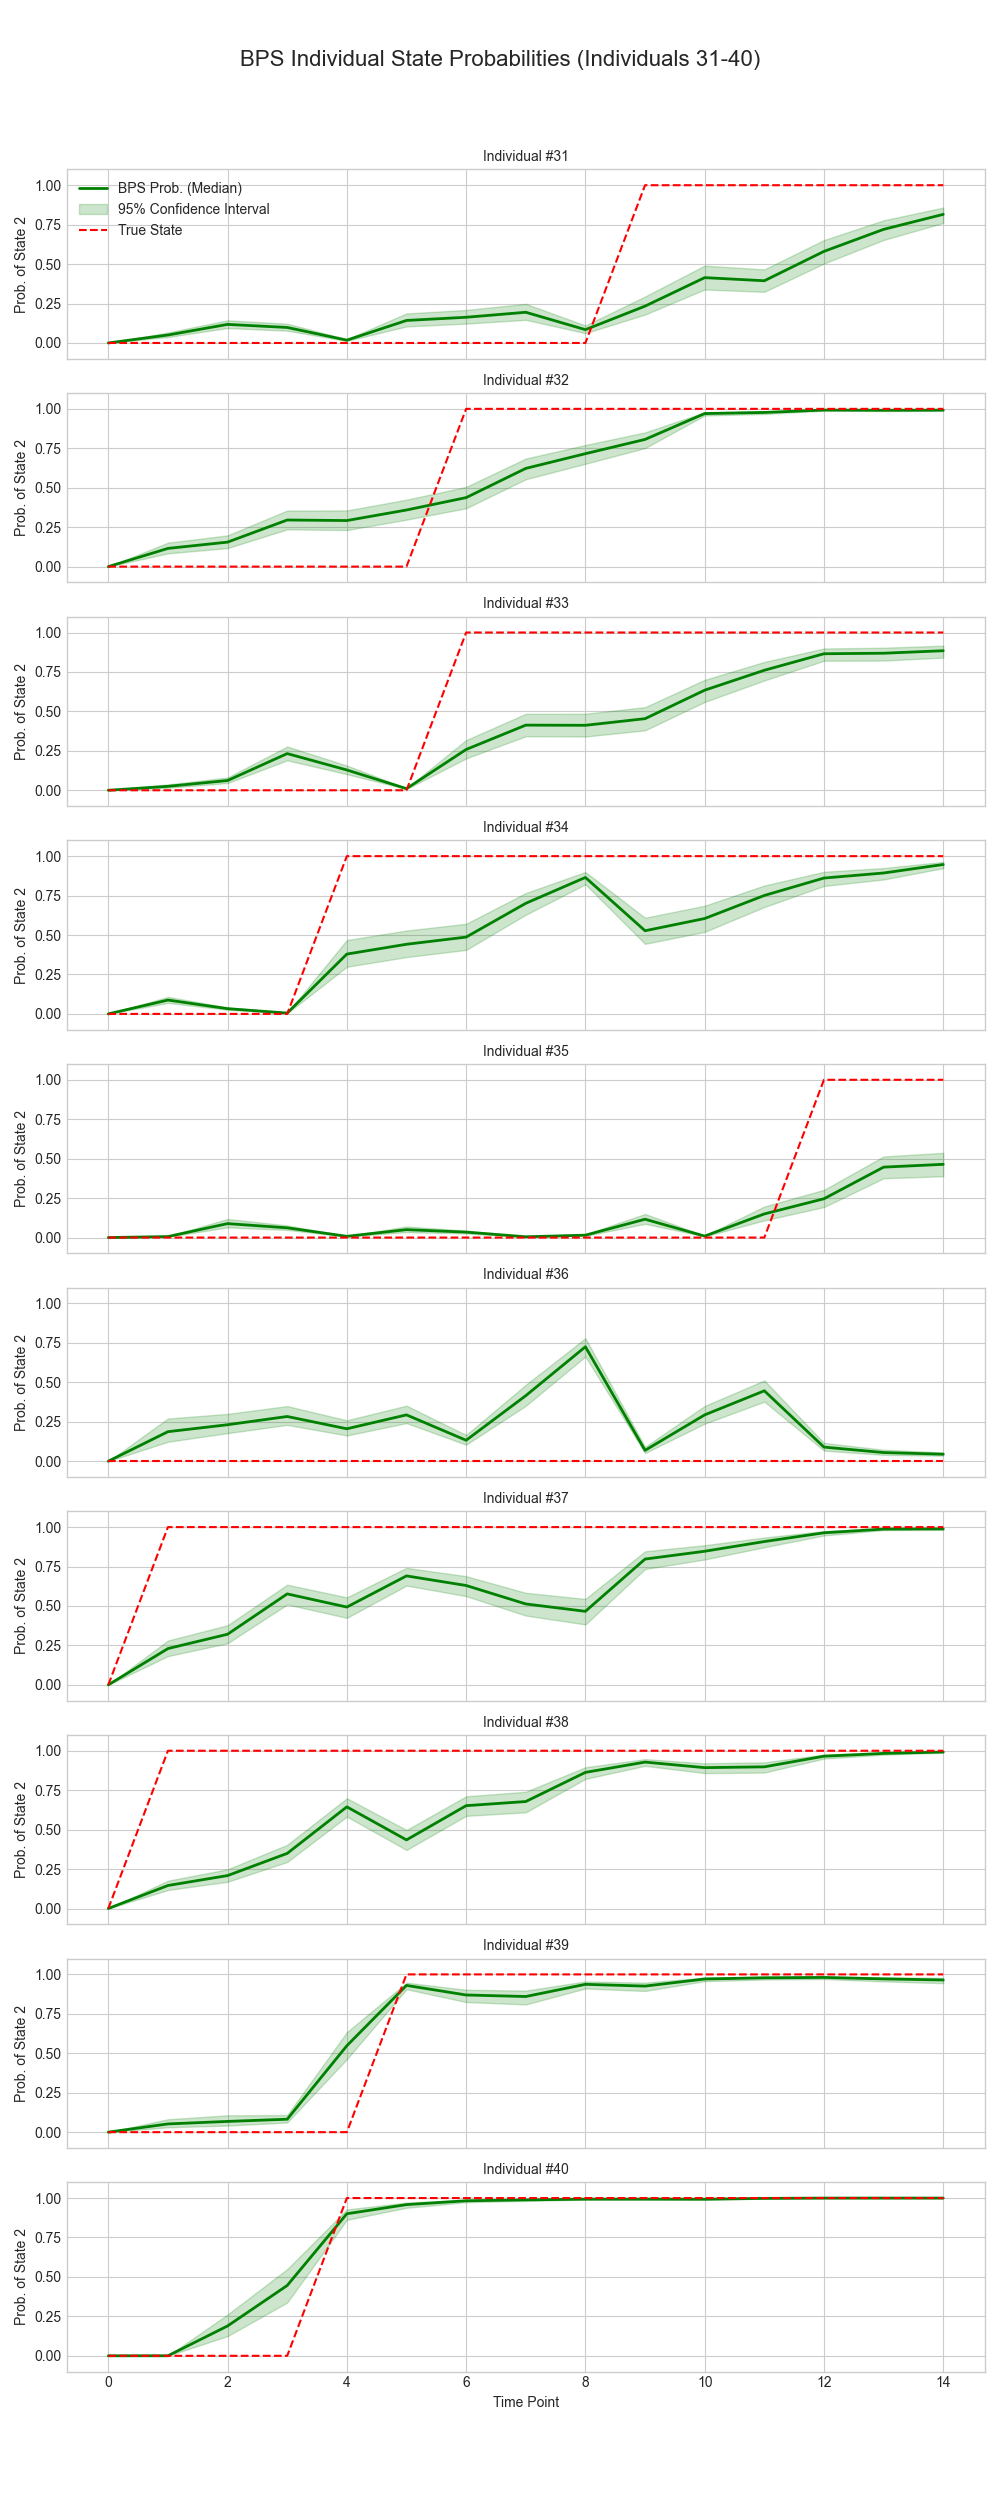 BPS Individual State Probabilities (Individuals 31-40)
Individual #31
BPS Prob. (Median)
95% Confidence Interval
True State
Prob. of State 2
1.00
0.75
0.50
0.25
0.00
Individual #32
Prob. of State 2
1.00
0.75
0.50
0.25
0.00
Individual #33
Prob. of State 2
1.00
0.75
0.50
0.25
0.00
Individual #34
Prob. of State 2
1.00
0.75
0.50
0.25
0.00
Individual #35
Prob. of State 2
1.00
0.75
0.50
0.25
0.00
Individual #36
Prob. of State 2
1.00
0.75
0.50
0.25
0.00
Individual #37
Prob. of State 2
1.00
0.75
0.50
0.25
0.00
Individual #38
Prob. of State 2
1.00
0.75
0.50
0.25
0.00
Individual #39
Prob. of State 2
1.00
0.75
0.50
0.25
0.00
Individual #40
Prob. of State 2
1.00
0.75
0.50
0.25
0.00
0 2 4 6 8 10 12 14
Time Point